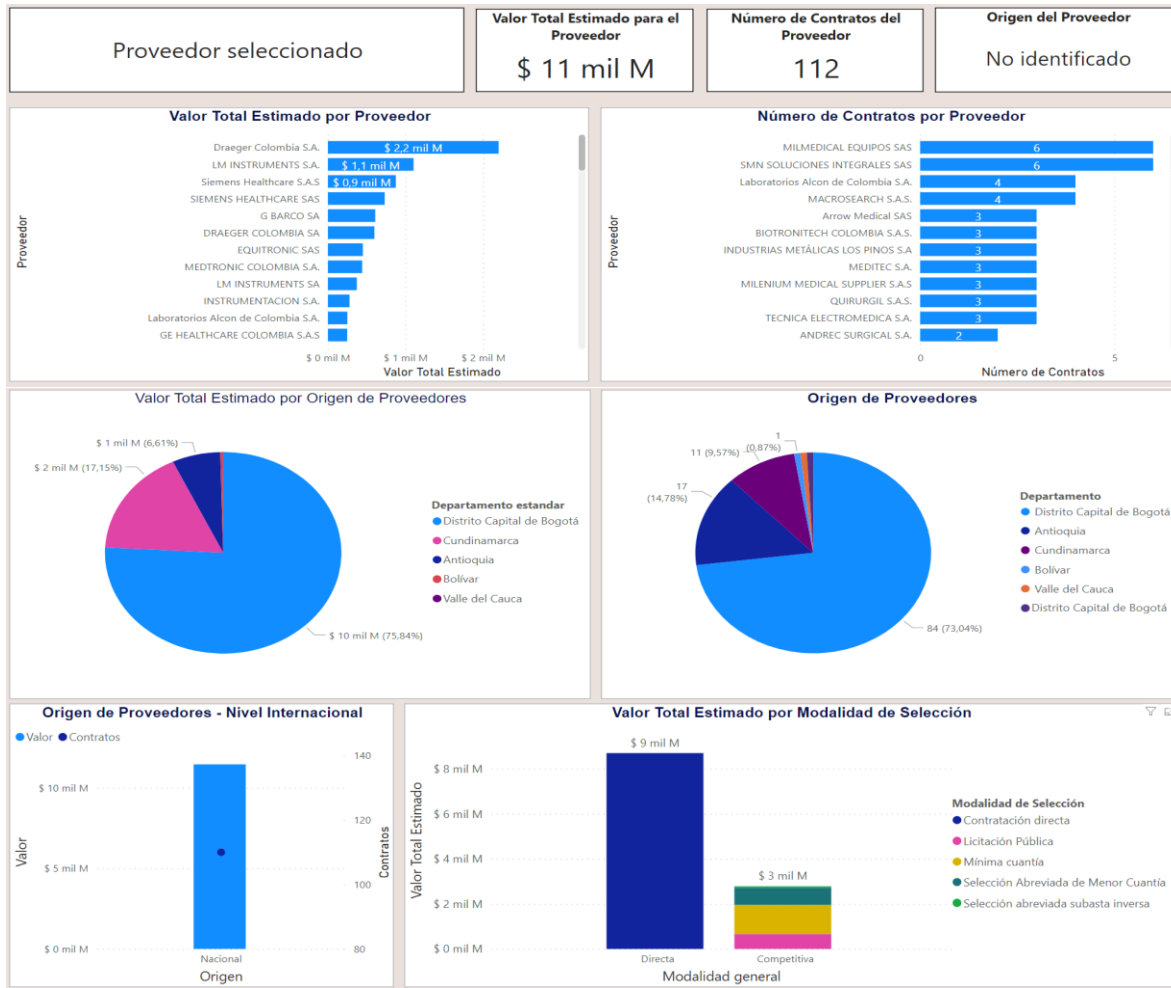 Proveedor seleccionado
Valor Total Estimado para el
Proveedor
$ 11 mil M
Número de Contratos del
Proveedor
112
Origen del Proveedor
No identificado
Valor Total Estimado por Proveedor
Proveedor
Draeger Colombia S.A.
$ 2,2 mil M
LM INSTRUMENTS S.A.
$ 1,1 mil M
Siemens Healthcare S.A.S
$ 0,9 mil M
SIEMENS HEALTHCARE SAS
G BARCO SA
DRAEGER COLOMBIA SA
EQUITRONIC SAS
MEDTRONIC COLOMBIA S.A.
LM INSTRUMENTS SA
INSTRUMENTACION S.A.
Laboratorios Alcon de Colombia S.A.
GE HEALTHCARE COLOMBIA S.A.S
$ 0 mil M
$ 1 mil M
$ 2 mil M
Valor Total Estimado
Número de Contratos por Proveedor
Proveedor
MILMEDICAL EQUIPOS SAS
6
SMN SOLUCIONES INTEGRALES SAS
6
Laboratorios Alcon de Colombia S.A.
4
MACROSEARCH S.A.S.
4
Arrow Medical SAS
3
BIOTRONITECH COLOMBIA S.A.S.
3
INDUSTRIAS METÁLICAS LOS PINOS S.A
3
MEDITEC S.A.
3
MILENIUM MEDICAL SUPPLIER S.A.S
3
QUIRURGIL S.A.S.
3
TECNICA ELECTROMEDICA S.A.
3
ANDREC SURGICAL S.A.
2
0
5
Número de Contratos
Valor Total Estimado por Origen de Proveedores
$ 1 mil M (6,61%)
$ 2 mil M (17,15%)
$ 10 mil M (75,84%)
Departamento estandar
Distrito Capital de Bogotá
Cundinamarca
Antioquia
Bolívar
Valle del Cauca
Origen de Proveedores
1
(0,87%)
11 (9,57%)
17
(14,78%)
84 (73,04%)
Departamento
Distrito Capital de Bogotá
Antioquia
Cundinamarca
Bolívar
Valle del Cauca
Distrito Capital de Bogotá
Origen de Proveedores - Nivel Internacional
Valor
Contratos
$ 10 mil M
$ 5 mil M
$ 0 mil M
Valor
140
120
100
80
Contratos
Nacional
Origen
Valor Total Estimado por Modalidad de Selección
Valor Total Estimado
$ 8 mil M
$ 6 mil M
$ 4 mil M
$ 2 mil M
$ 0 mil M
$ 9 mil M
$ 3 mil M
Directa
Competitiva
Modalidad general
Modalidad de Selección
Contratación directa
Licitación Pública
Mínima cuantía
Selección Abreviada de Menor Cuantía
Selección abreviada subasta inversa